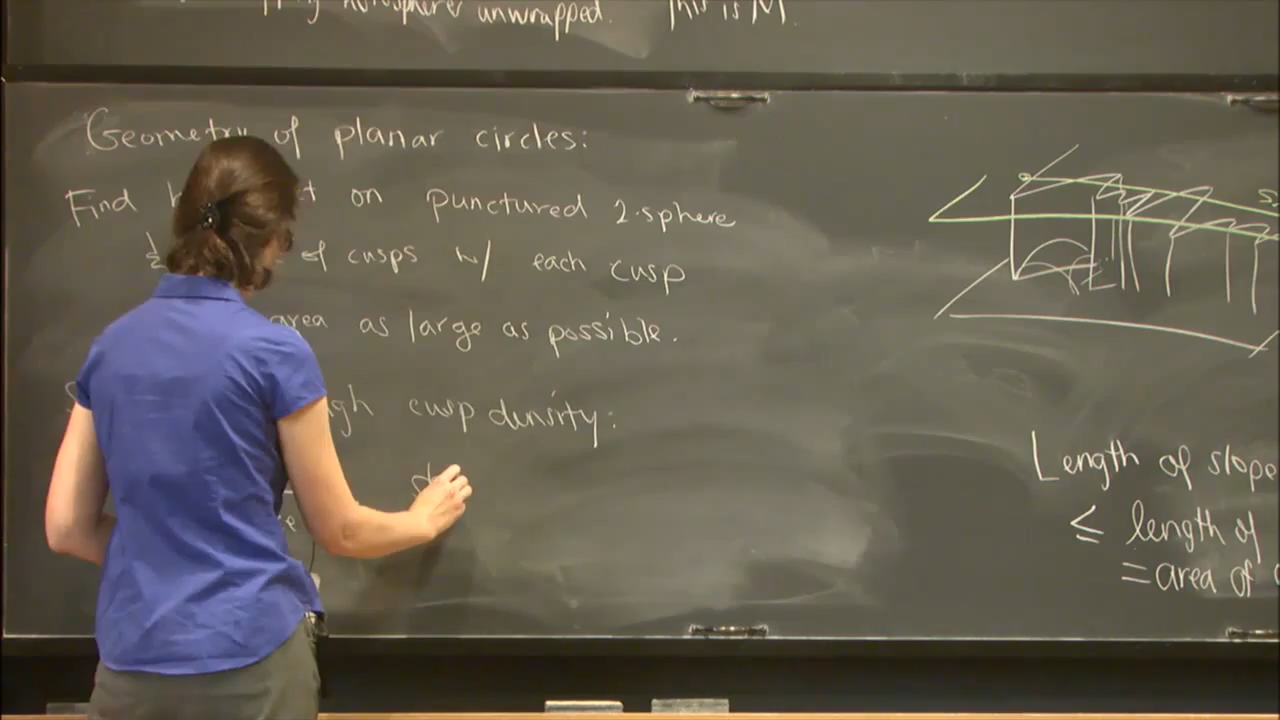 unwrapped. This is M.
Geometry of planar circles:
Find on punctured 2-sphere
of cusps w/ each cusp
area as large as possible.
cusp density:
Length of slope
≤ length of
= area of